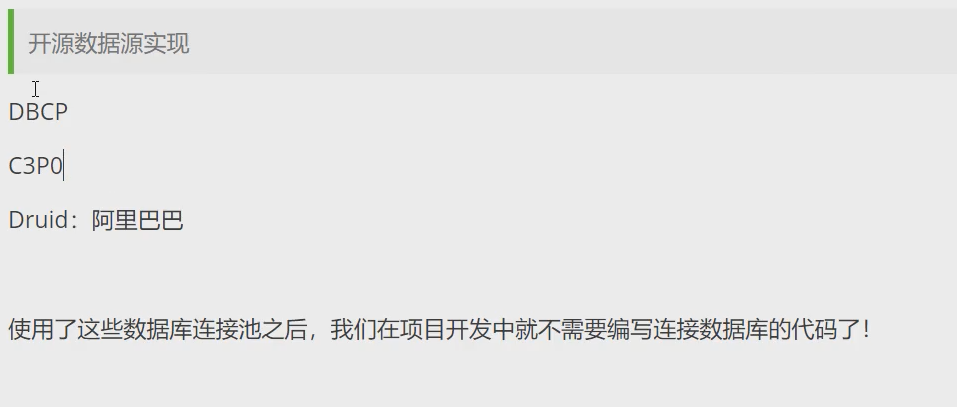 开源数据源实现
DBCP
C3P0
Druid：阿里巴巴
使用了这些数据库连接池之后，我们在项目开发中就不需要编写连接数据库的代码了！